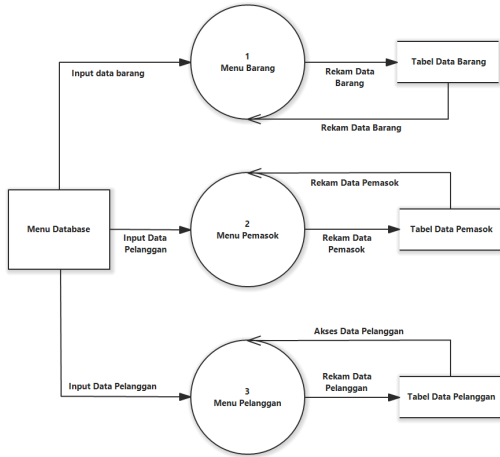 1
Menu Barang
Input data barang
Rekam Data
Barang
Tabel Data Barang
Rekam Data Barang
Rekam Data Pemasok
Menu Database
Input Data
Pelanggan
2
Menu Pemasok
Rekam Data
Pemasok
Tabel Data Pemasok
Akses Data Pelanggan
Input Data Pelanggan
3
Menu Pelanggan
Rekam Data
Pelanggan
Tabel Data Pelanggan